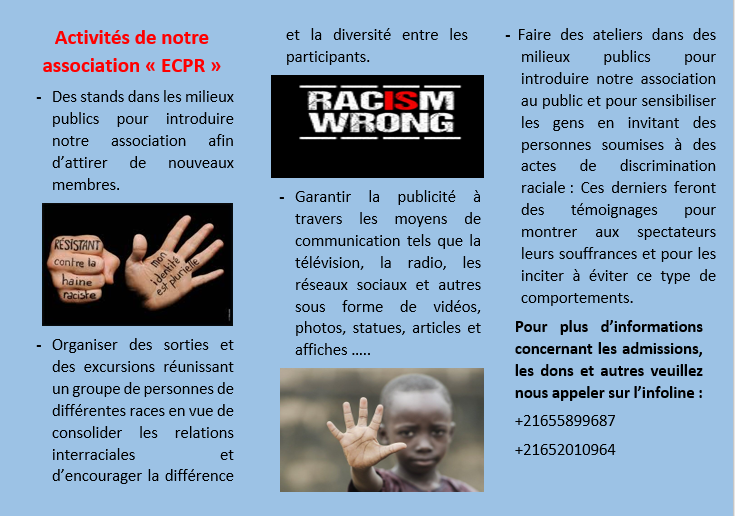 Activités de notre
association « ECPR »
- Des stands dans les milieux
publics pour introduire
notre association afin
d’attirer de nouveaux
membres.
RESISTANT
contre la
haine
raciste
mon
identité
est plurielle
- Organiser des sorties et
des excursions réunissant
un groupe de personnes de
différentes races en vue de
consolider les relations
interraciales et
d’encourager la différence
et la diversité entre les
participants.
RACISM
WRONG
- Garantir la publicité à
travers les moyens de
communication tels que la
télévision, la radio, les
réseaux sociaux et autres
sous forme de vidéos,
photos, statues, articles et
affiches …..
- Faire des ateliers dans des
milieux publics pour
introduire notre association
au public et pour sensibiliser
les gens en invitant des
personnes soumises à des
actes de discrimination
raciale : Ces derniers feront
des témoignages pour
montrer aux spectateurs
leurs souffrances et pour les
inciter à éviter ce type de
comportements.
Pour plus d’informations
concernant les admissions,
les dons et autres veuillez
nous appeler sur l’infoline :
+21655899687
+21652010964